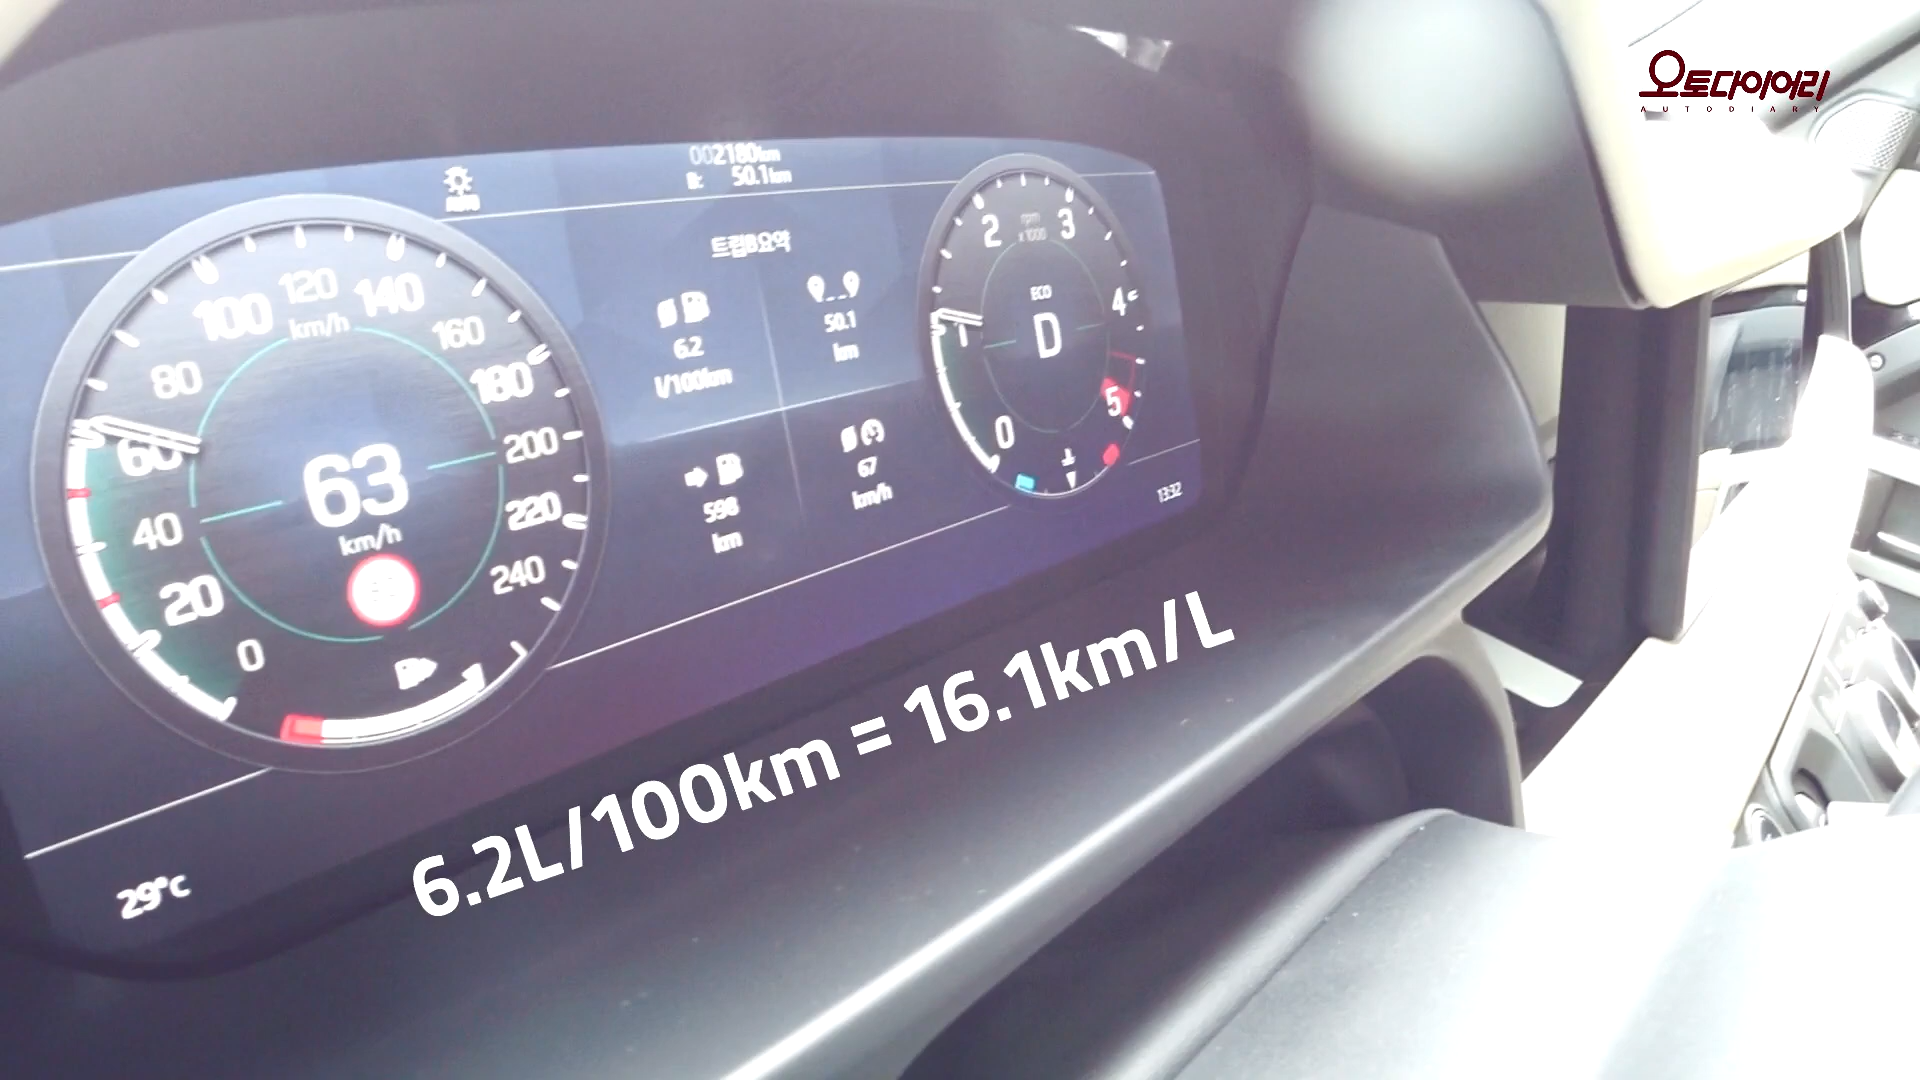 오토다이어리
AUTODIARY
AUTO
002180km
B: 50.1km
트립B요약
6.2
l/100km
50.1
km
598
km
67
km/h
0
20
40
60
80
100
120
140
160
180
200
220
240
km/h
63
km/h
0
1
2
3
4
5
rpm
x 1000
ECO
D
13:32
29°C
6.2L/100km = 16.1km/L